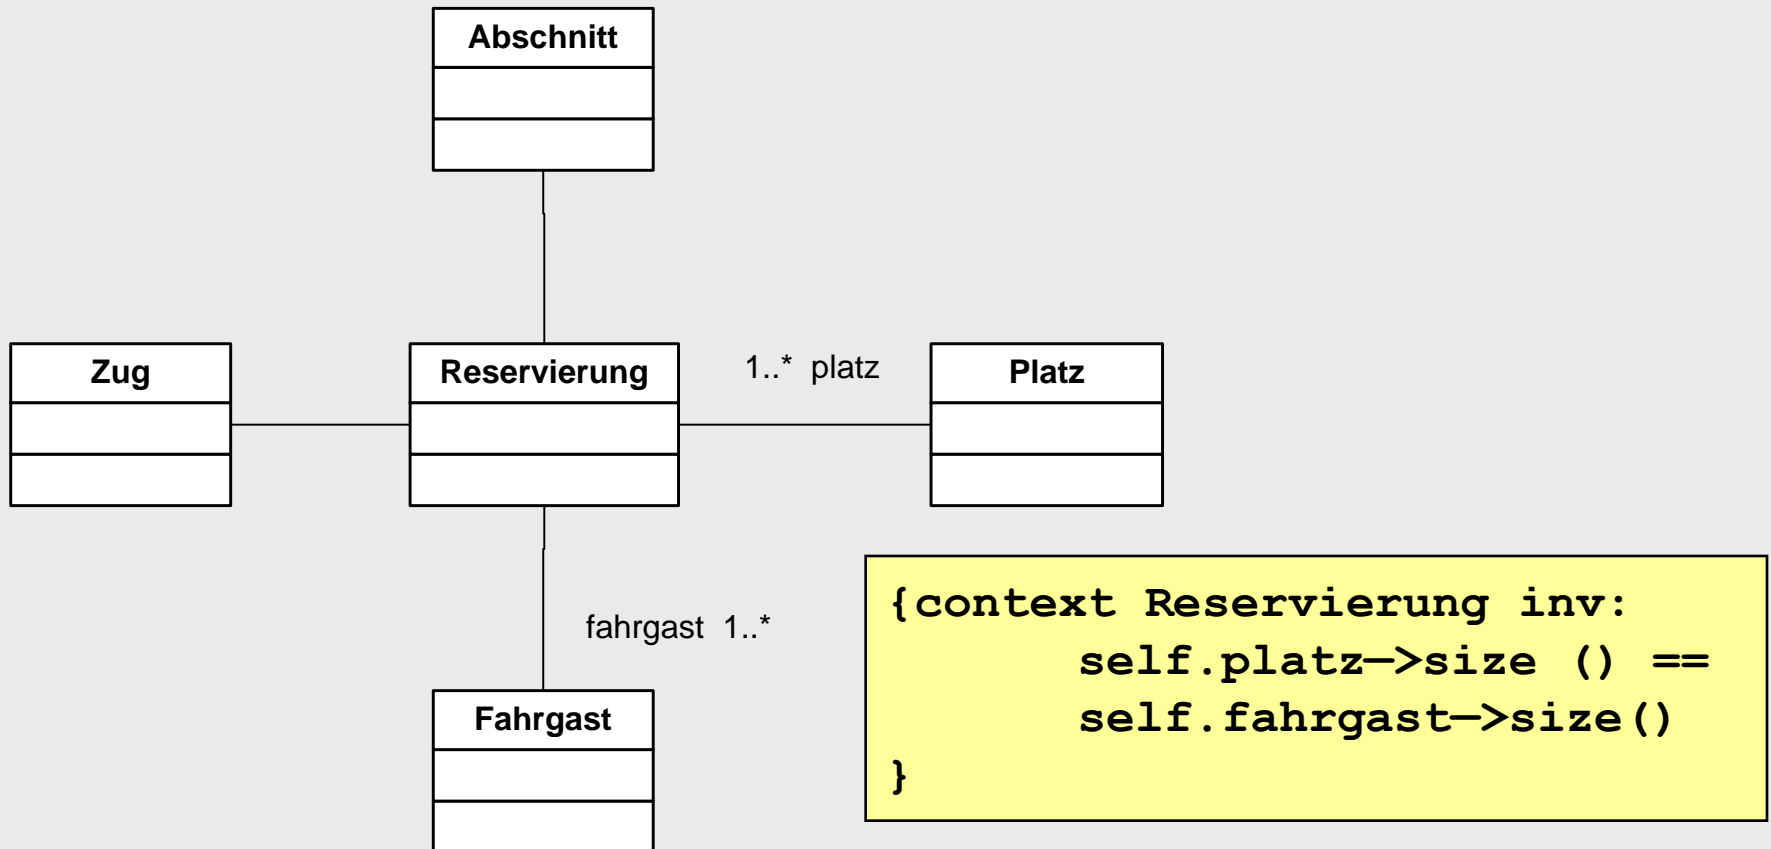 Abschnitt
Zug
Reservierung
1..* platz
Platz
fahrgast 1..*
{context Reservierung inv:
self.platz—>size () ==
self.fahrgast—>size()
}
Fahrgast